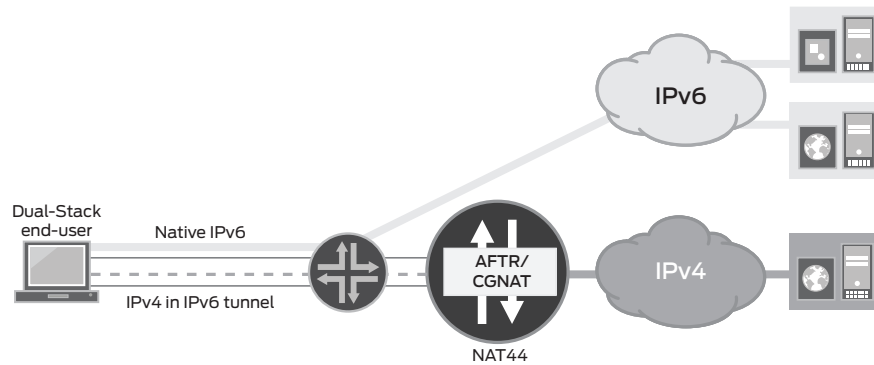 IPv6
Dual-Stack
end-user
Native IPv6
IPv4 in IPv6 tunnel
AFTR/
CGNAT
NAT44
IPv4